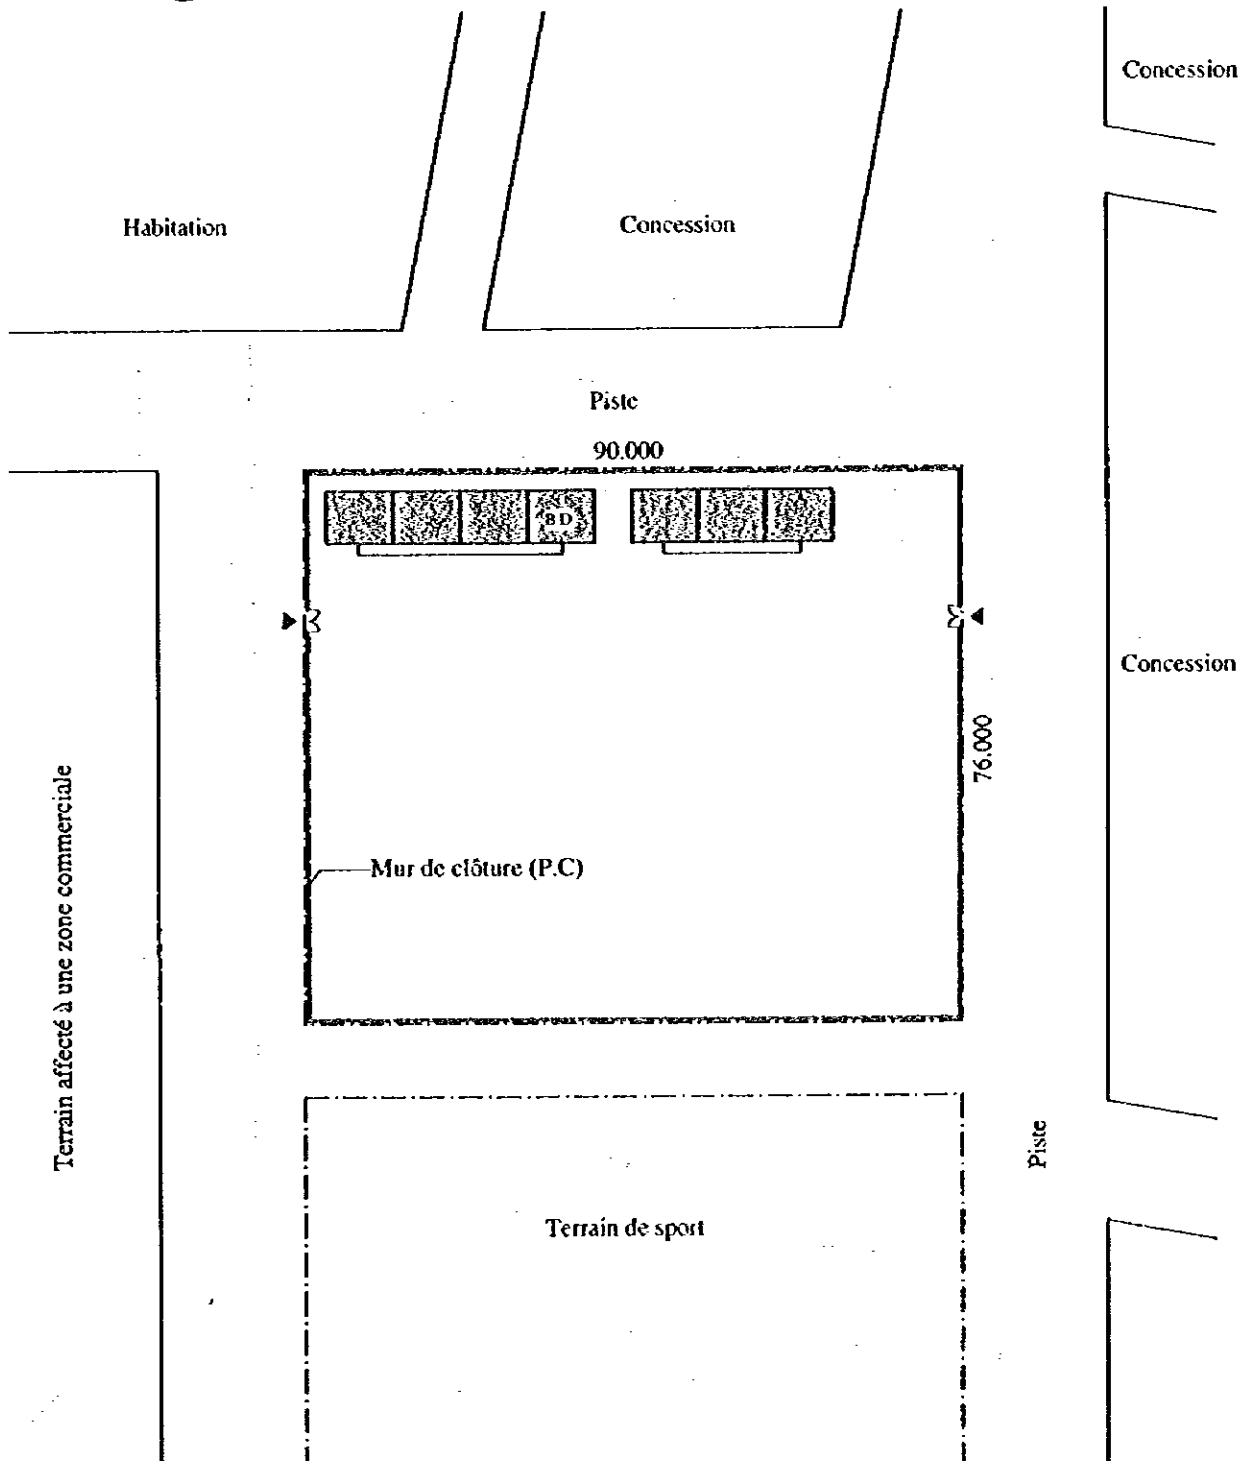 Concession
Habitation
Concession
Piste
90.000
BD
Concession
76.000
Mur de clôture (P.C)
Terrain affecté à une zone commerciale
Piste
Terrain de sport